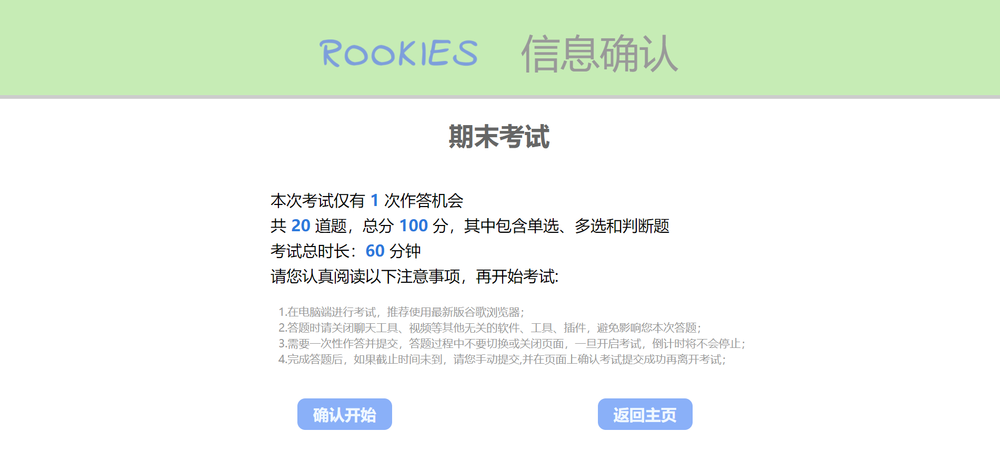 ROOKIES 信息确认
期末考试
本次考试仅有 1 次作答机会
共 20 道题，总分 100 分，其中包含单选、多选和判断题
考试总时长：60 分钟
请您认真阅读以下注意事项，再开始考试:
1.在电脑端进行考试，推荐使用最新版谷歌浏览器；
2.答题时请关闭聊天工具、视频等其他无关的软件、工具、插件，避免影响您本次答题；
3.需要一次性作答并提交，答题过程中不要切换或关闭页面，一旦开启考试，倒计时将不会停止；
4.完成答题后，如果截止时间未到，请您手动提交,并在页面上确认考试提交成功再离开考试；
确认开始 返回主页